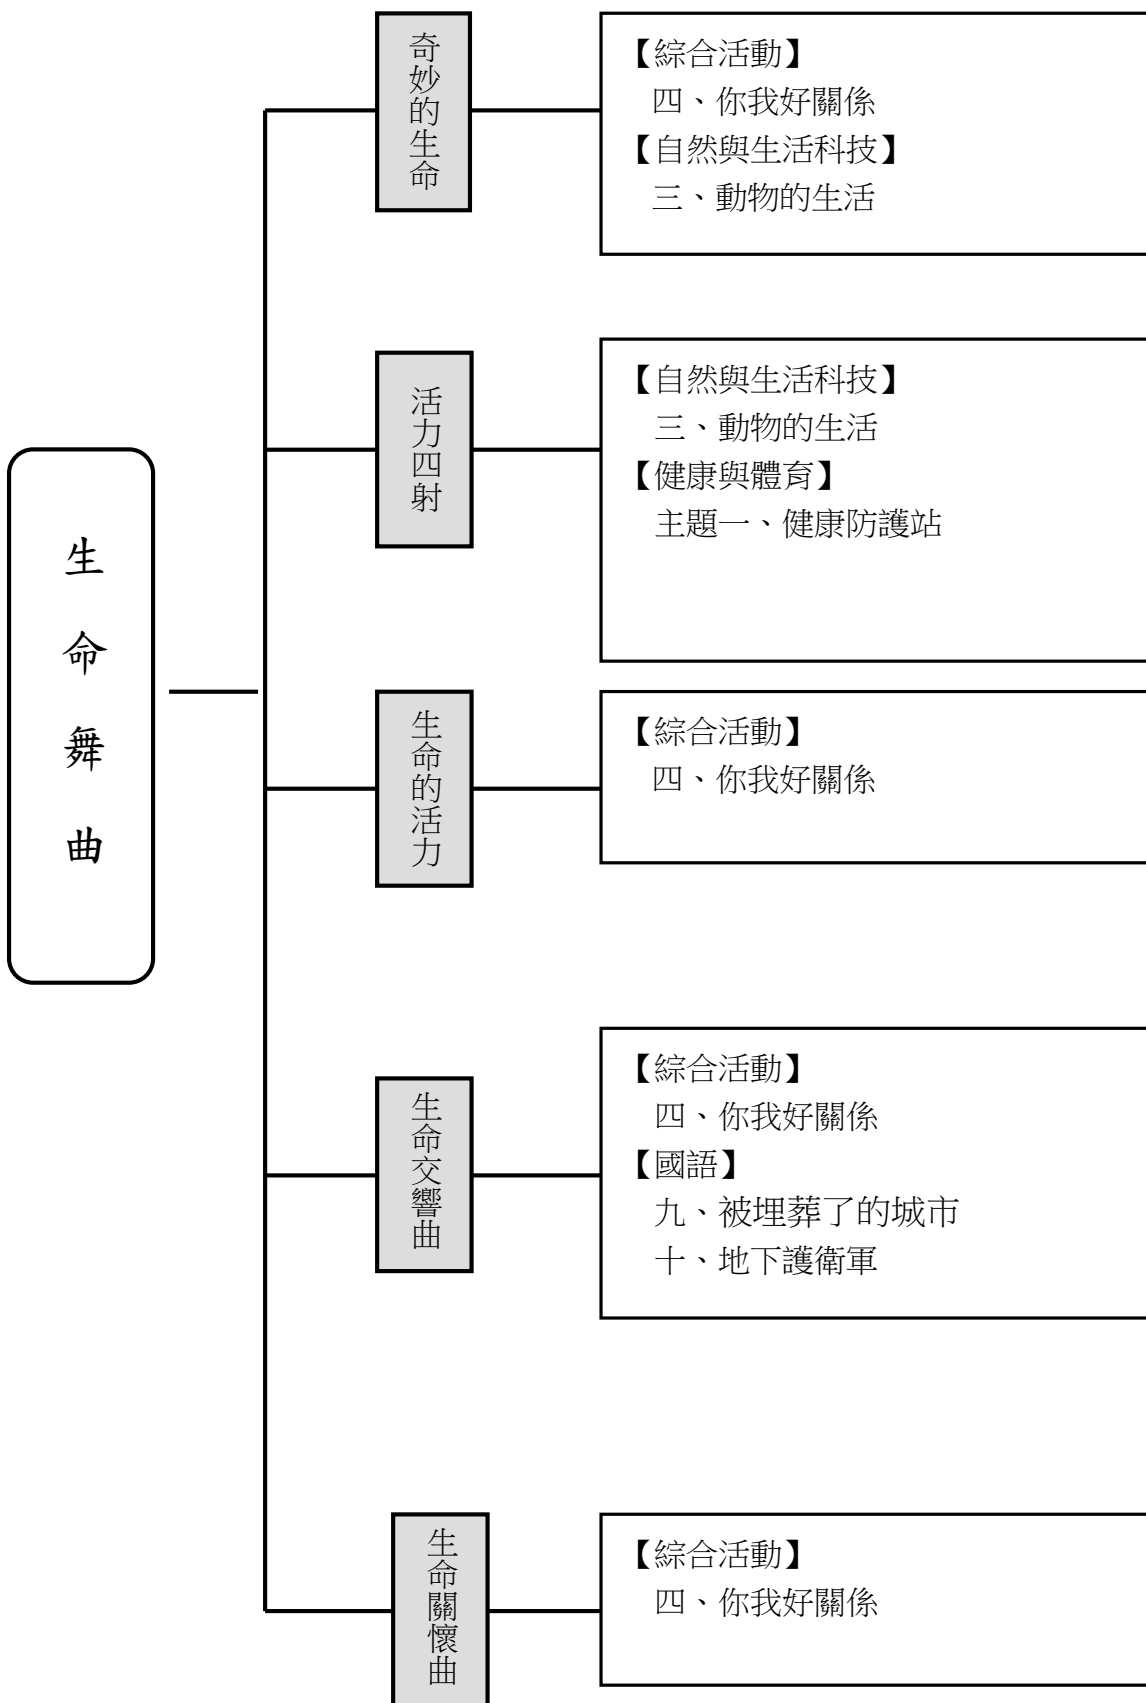 生命舞曲
奇妙的生命
【綜合活動】
四、你我好關係
【自然與生活科技】
三、動物的生活
活力四射
【自然與生活科技】
三、動物的生活
【健康與體育】
主題一、健康防護站
生命的活力
【綜合活動】
四、你我好關係
生命交響曲
【綜合活動】
四、你我好關係
【國語】
九、被埋葬了的城市
十、地下護衛軍
生命關懷曲
【綜合活動】
四、你我好關係